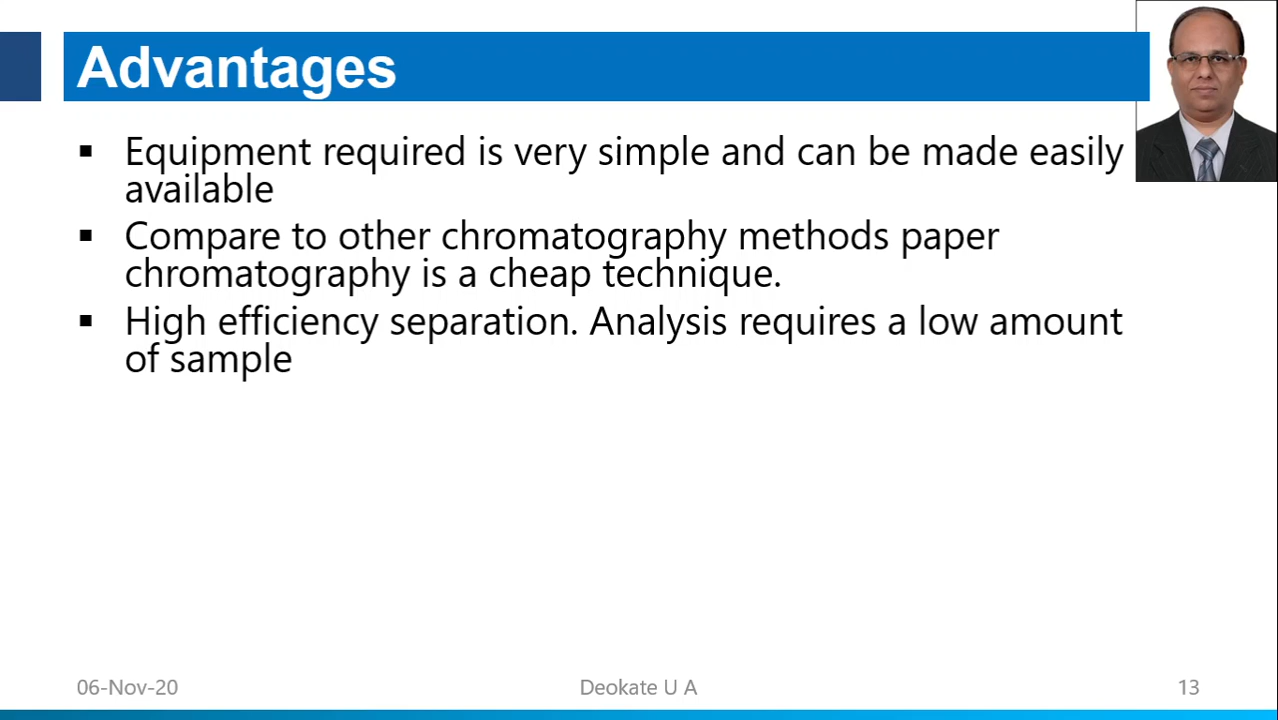 Advantages
▪ Equipment required is very simple and can be made easily
available
▪ Compare to other chromatography methods paper
chromatography is a cheap technique.
▪ High efficiency separation. Analysis requires a low amount
of sample
06-Nov-20 Deokate U A 13